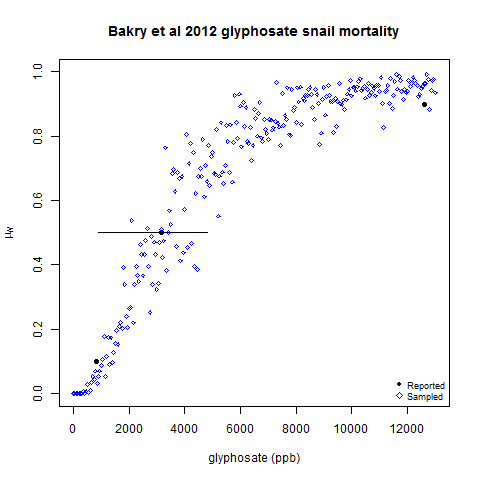 Bakry et al 2012 glyphosate snail mortality
1.0
0.8
0.6
0.4
0.2
0.0
μw
0 2000 4000 6000 8000 10000 12000
glyphosate (ppb)
Reported
Sampled